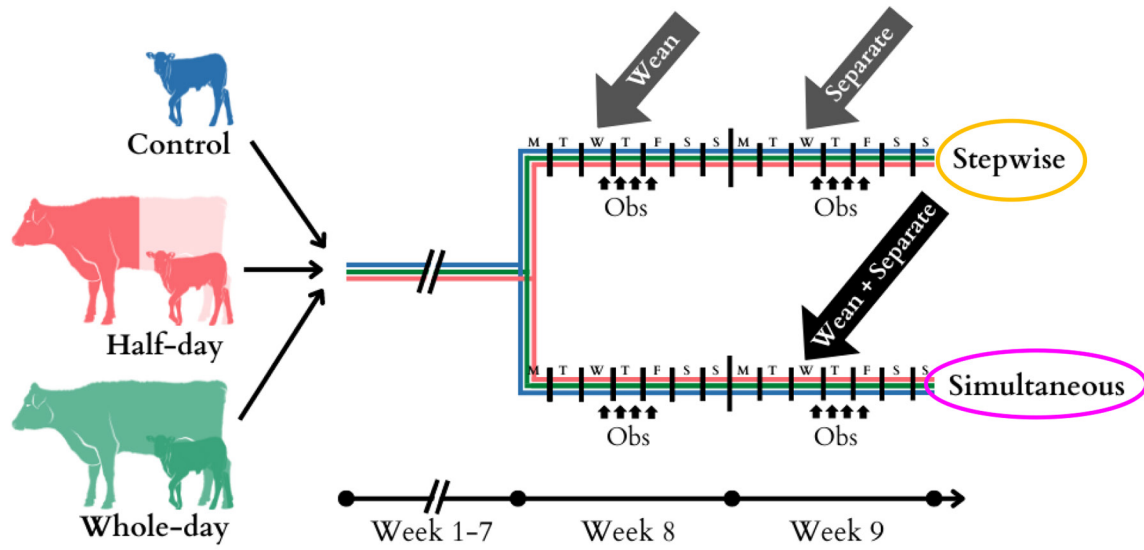 Control
Half-day
Whole-day
Wean
Separate
M T W T F S S M T W T F S S
Obs Obs
Stepwise
Wean + Separate
M T W T F S S M T W T F S S
Obs Obs
Simultaneous
Week 1-7 Week 8 Week 9